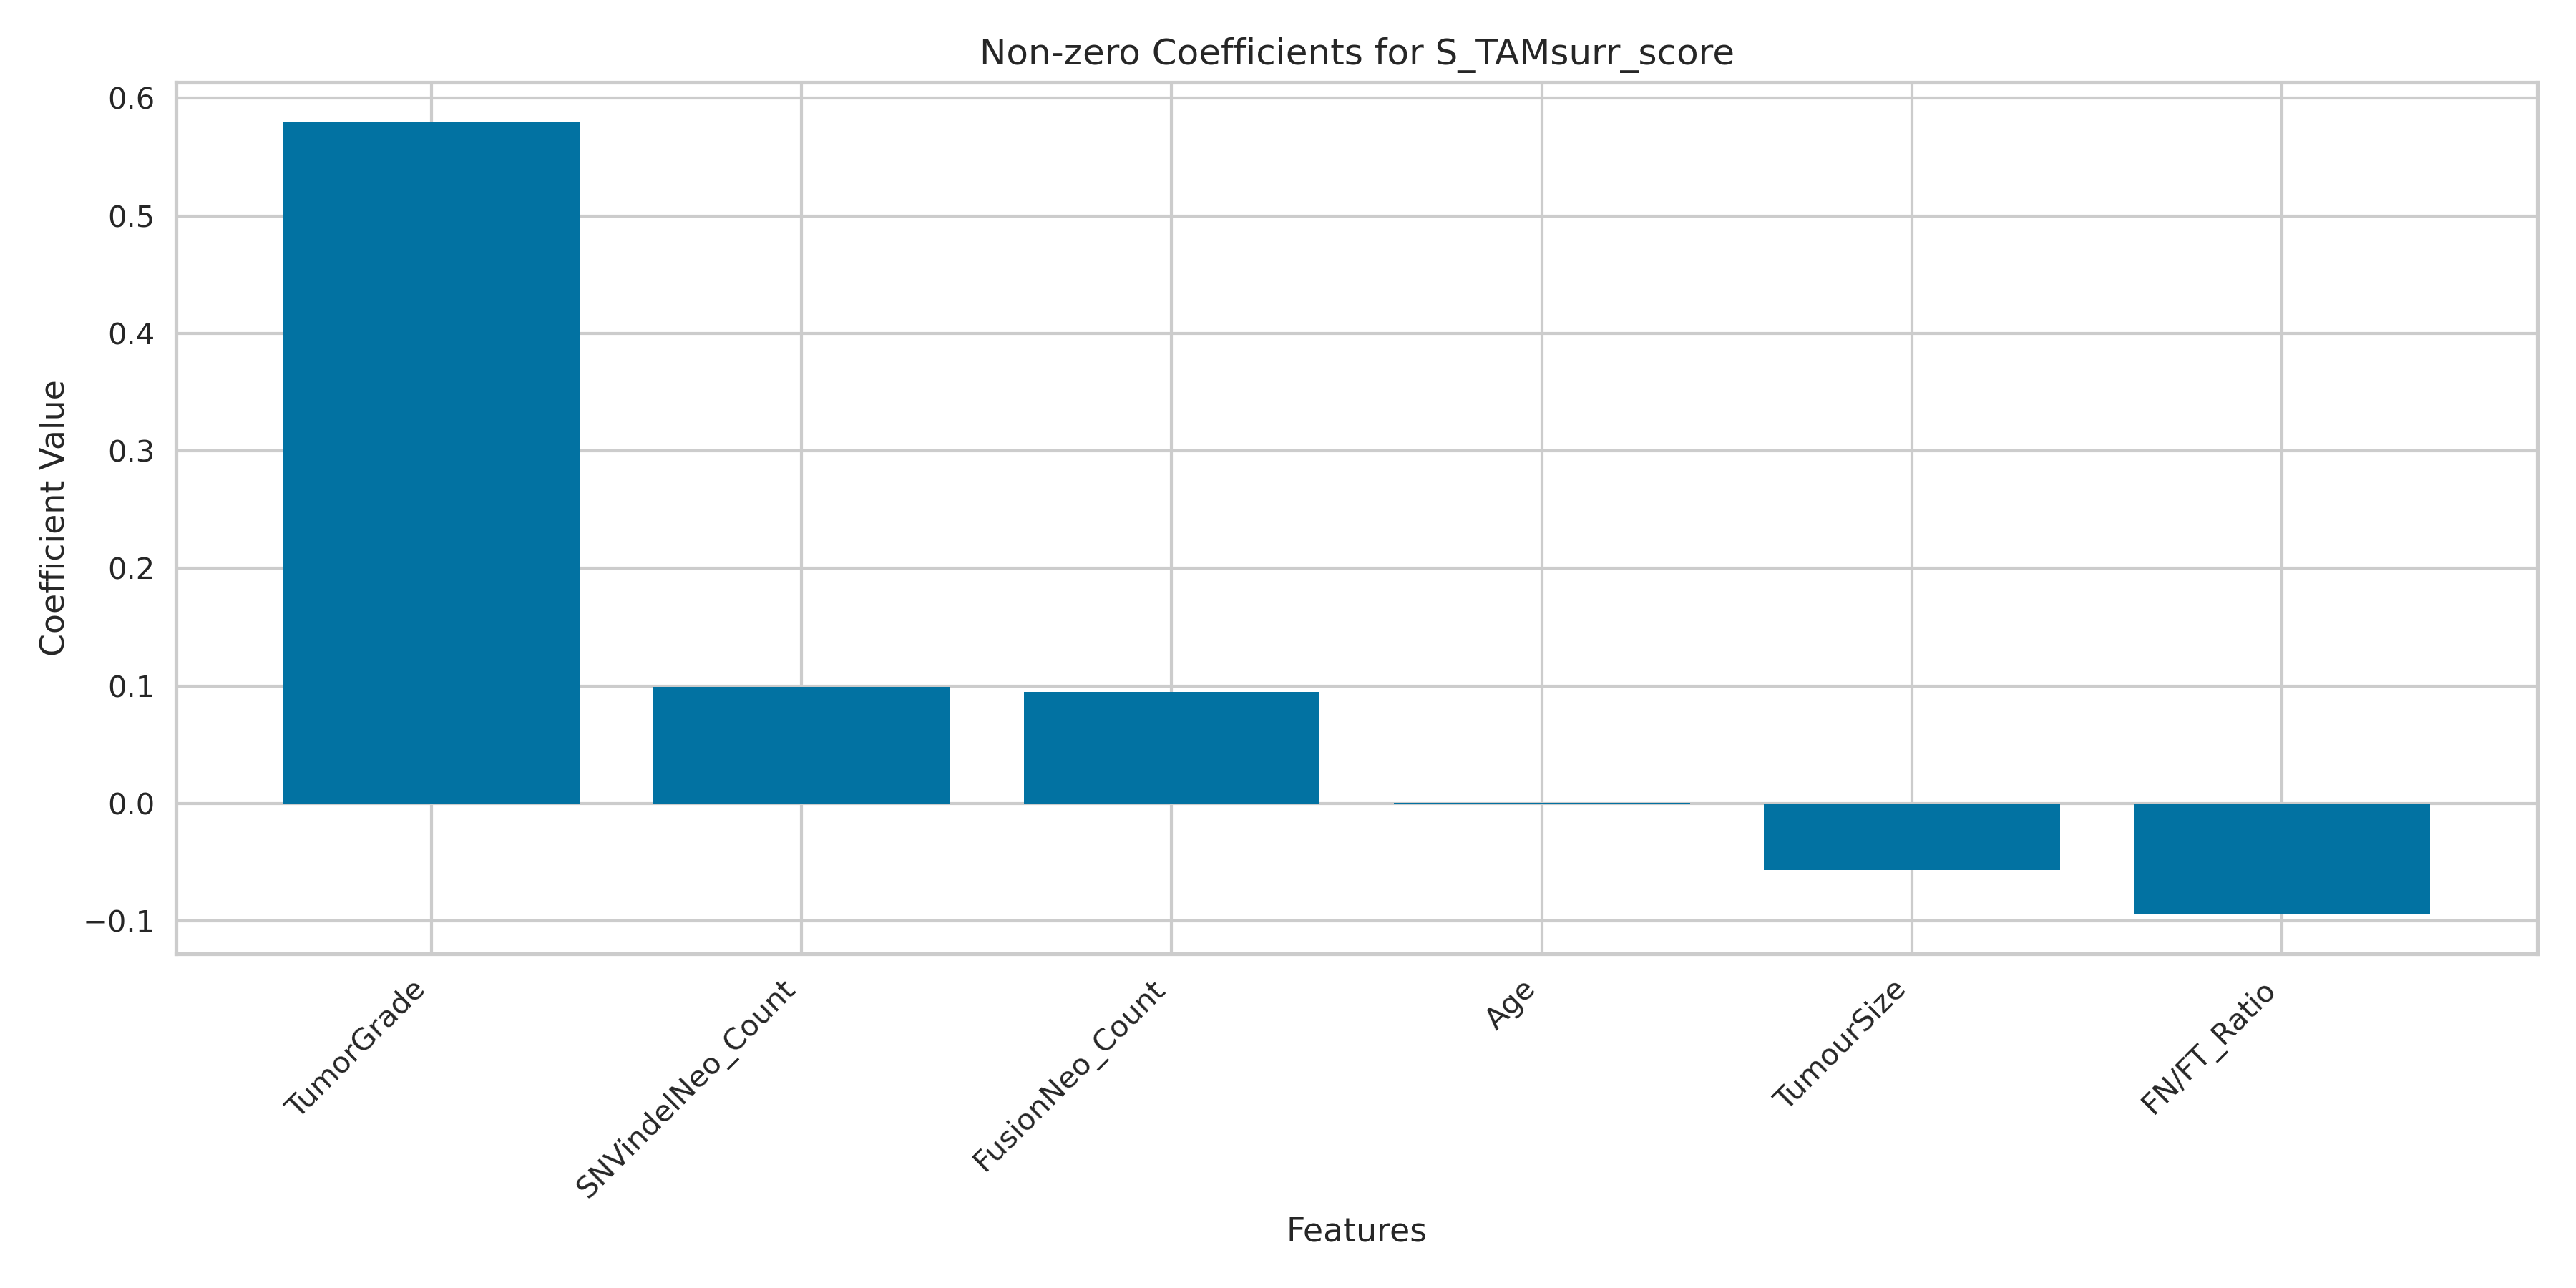 Non-zero Coefficients for S_TAMsurr_score
Coefficient Value
0.6
0.5
0.4
0.3
0.2
0.1
0.0
−0.1
TumorGrade
SNVindelNeo_Count
FusionNeo_Count
Age
TumourSize
FN/FT_Ratio
Features